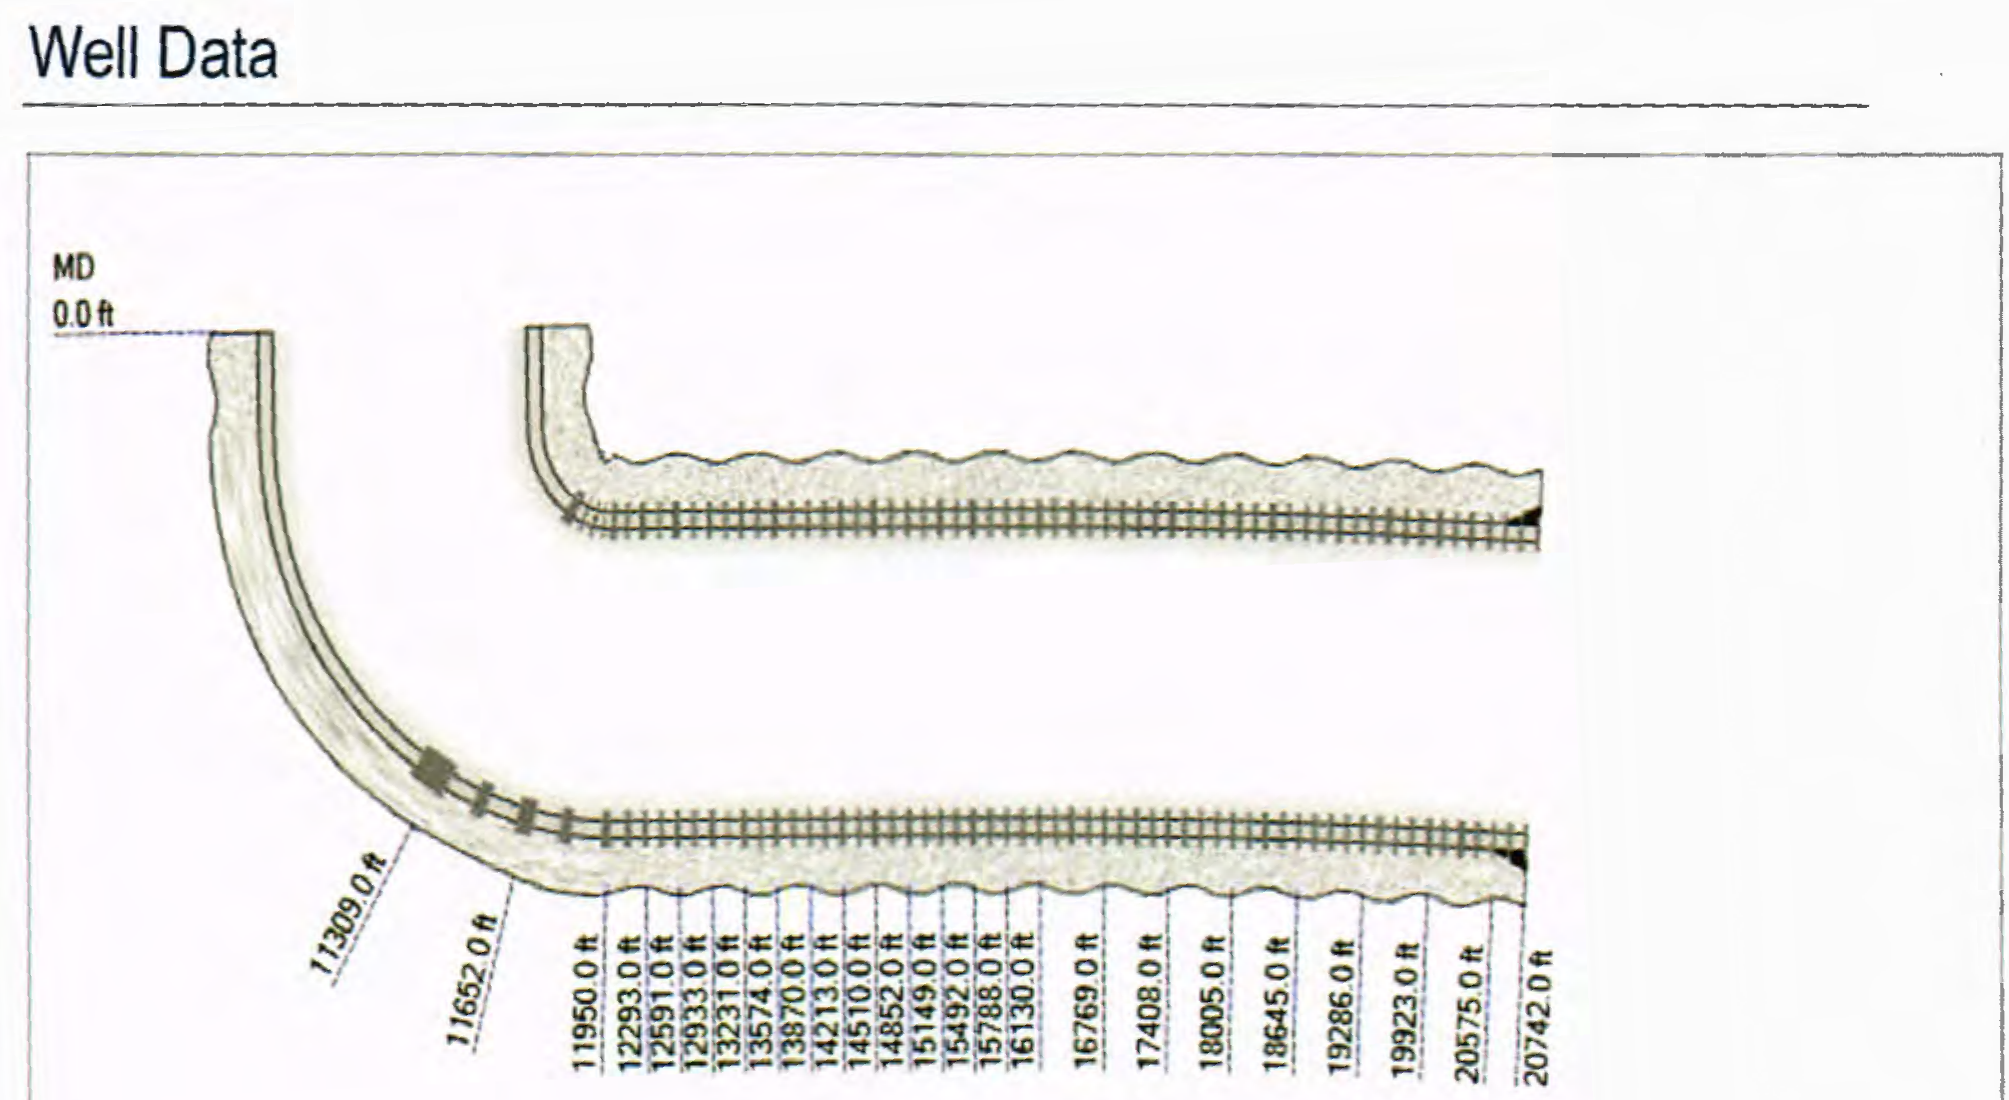 Well Data
MD
0.0 ft
11309.0 ft
11652.0 ft
11950.0 ft
12293.0 ft
12591.0 ft
12933.0 ft
13231.0 ft
13574.0 ft
13870.0 ft
14213.0 ft
14510.0 ft
14852.0 ft
15149.0 ft
15492.0 ft
15788.0 ft
16130.0 ft
16769.0 ft
17408.0 ft
18005.0 ft
18645.0 ft
19286.0 ft
19923.0 ft
20575.0 ft
20742.0 ft